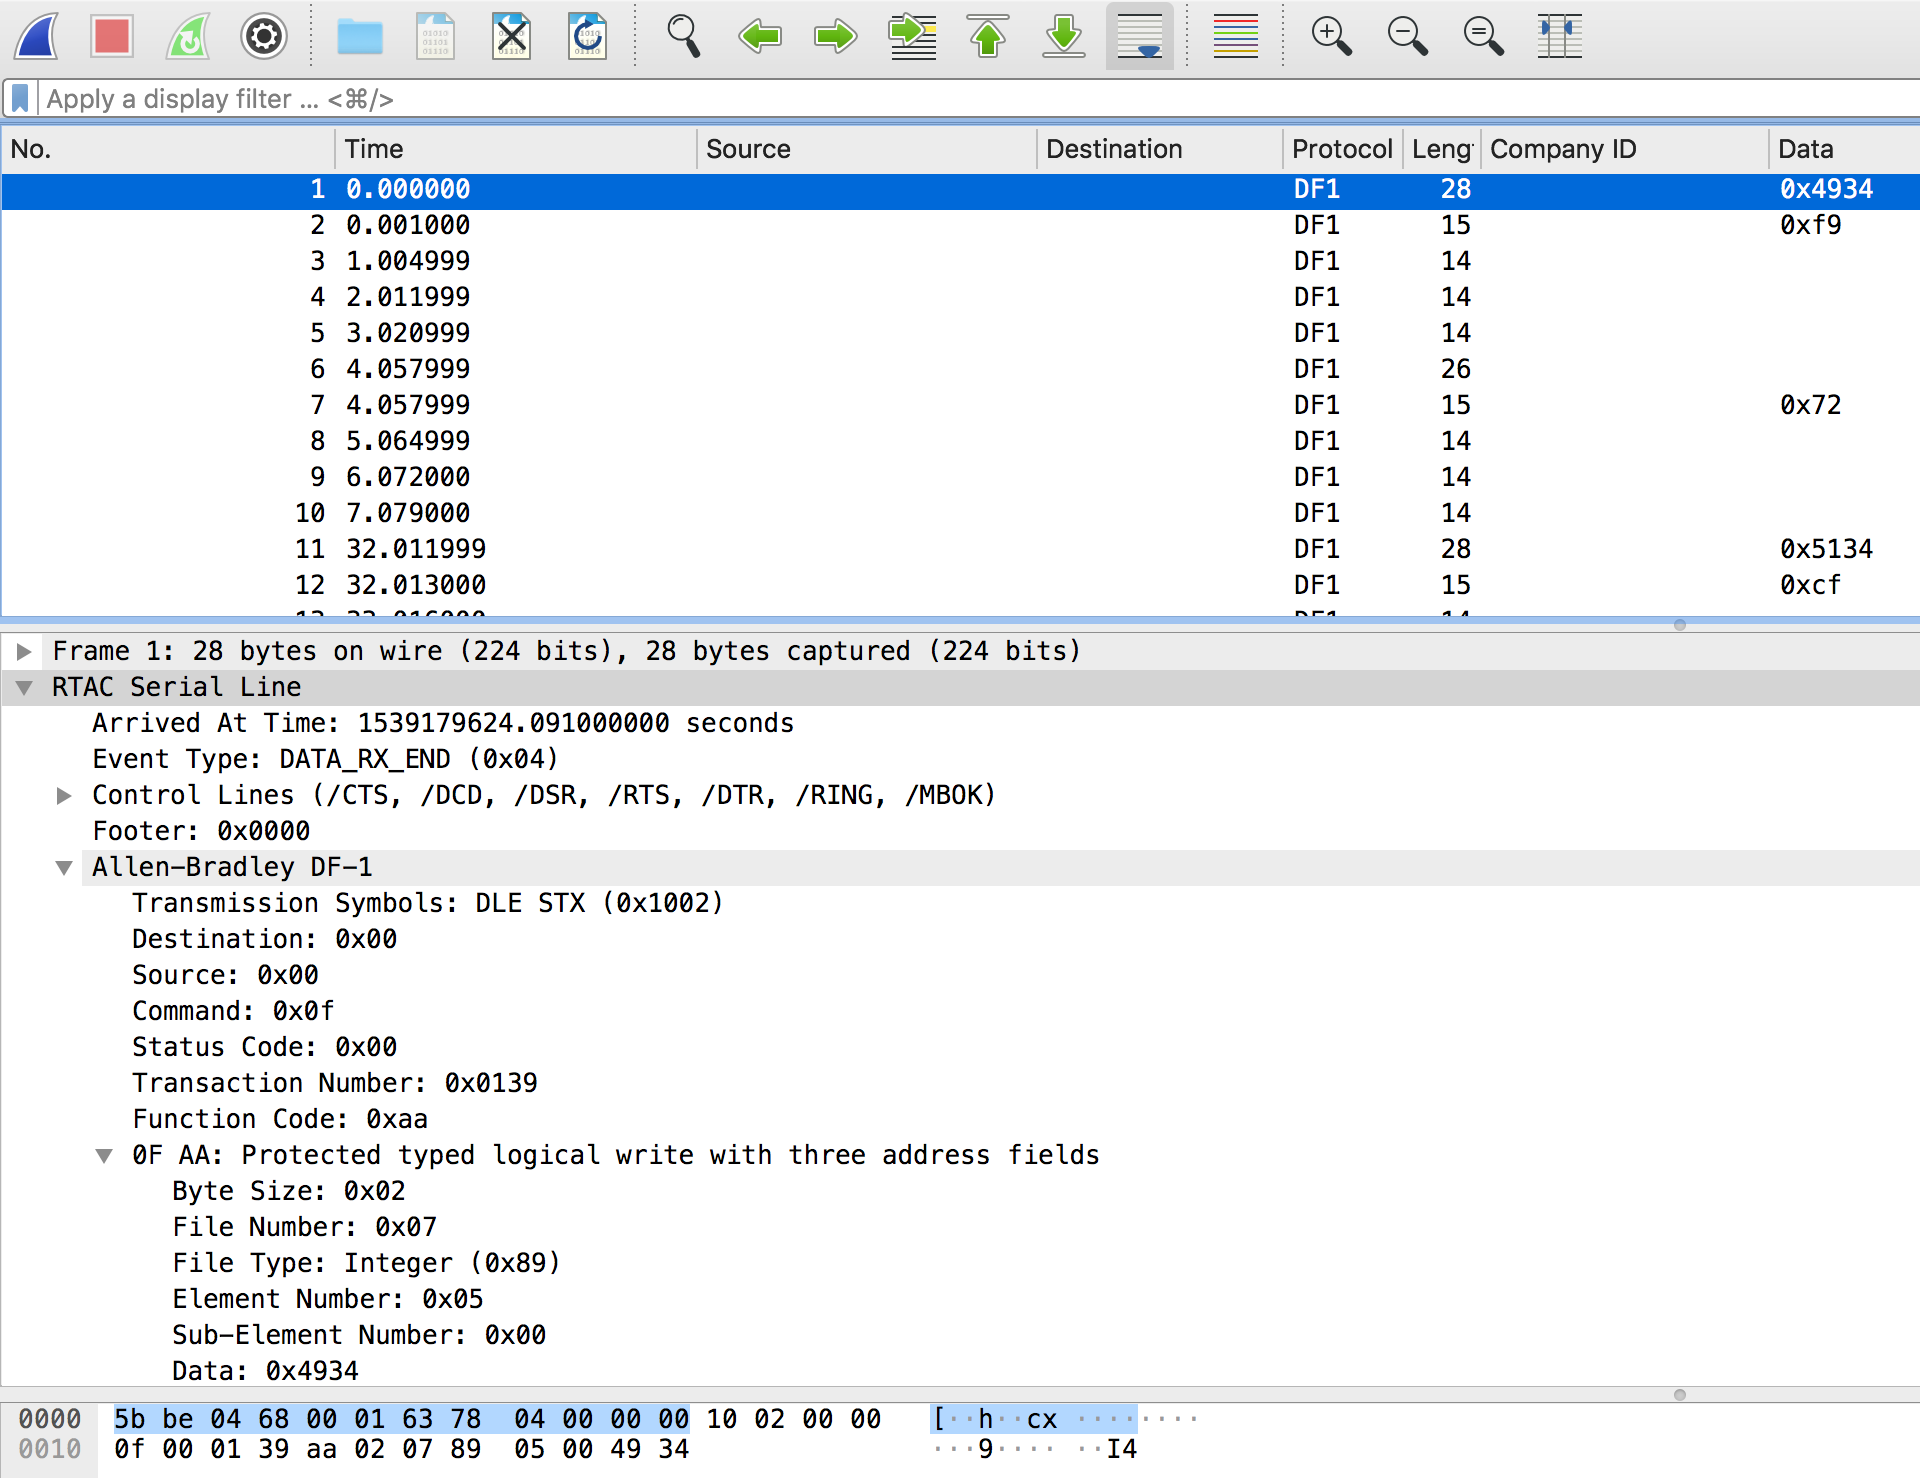 Apply a display filter ... <⌘/>
No. Time Source Destination Protocol Leng Company ID Data
1 0.000000 DF1 28 0x4934
2 0.001000 DF1 15 0xf9
3 1.004999 DF1 14
4 2.011999 DF1 14
5 3.020999 DF1 14
6 4.057999 DF1 26
7 4.057999 DF1 15 0x72
8 5.064999 DF1 14
9 6.072000 DF1 14
10 7.079000 DF1 14
11 32.011999 DF1 28 0x5134
12 32.013000 DF1 15 0xcf
Frame 1: 28 bytes on wire (224 bits), 28 bytes captured (224 bits)
RTAC Serial Line
Arrived At Time: 1539179624.091000000 seconds
Event Type: DATA_RX_END (0x04)
Control Lines (/CTS, /DCD, /DSR, /RTS, /DTR, /RING, /MBOK)
Footer: 0x0000
Allen-Bradley DF-1
Transmission Symbols: DLE STX (0x1002)
Destination: 0x00
Source: 0x00
Command: 0x0f
Status Code: 0x00
Transaction Number: 0x0139
Function Code: 0xaa
0F AA: Protected typed logical write with three address fields
Byte Size: 0x02
File Number: 0x07
File Type: Integer (0x89)
Element Number: 0x05
Sub-Element Number: 0x00
Data: 0x4934
0000 5b be 04 68 00 01 63 78 04 00 00 00 10 02 00 00 [··h··cx ········
0010 0f 00 01 39 aa 02 07 89 05 00 49 34 ···9···· ··I4